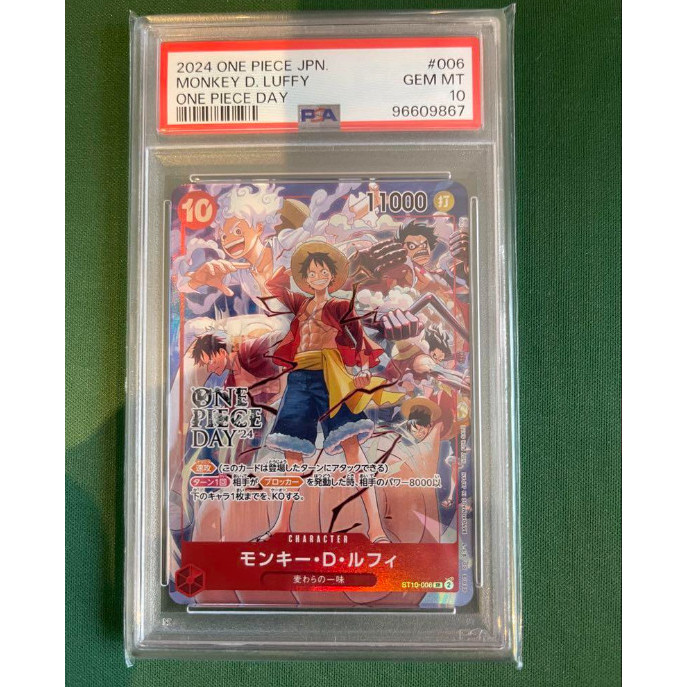 2024 ONE PIECE JPN. #006
MONKEY D. LUFFY GEM MT
ONE PIECE DAY 10
PSA 96609867
10 11000 打
ONE
PIECE
DAY'24
速攻 (このカードは登場したターンにアタックできる)
ターン1回 相手が ブロッカー を発動した時、相手のパワー8000以
下のキャラ1枚までを、KOする。
CHARACTER
モンキー・D・ルフィ
麦わらの一味
ST10-006 SR 2